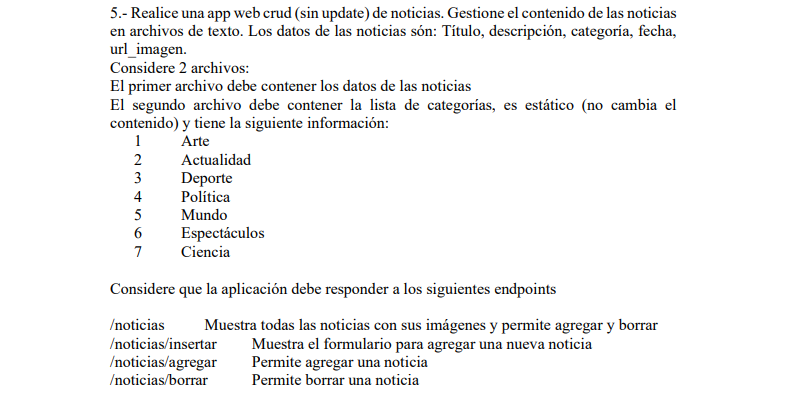 5.- Realice una app web crud (sin update) de noticias. Gestione el contenido de las noticias
en archivos de texto. Los datos de las noticias són: Título, descripción, categoría, fecha,
url_imagen.
Considere 2 archivos:
El primer archivo debe contener los datos de las noticias
El segundo archivo debe contener la lista de categorías, es estático (no cambia el
contenido) y tiene la siguiente información:
1 Arte
2 Actualidad
3 Deporte
4 Política
5 Mundo
6 Espectáculos
7 Ciencia
Considere que la aplicación debe responder a los siguientes endpoints
/noticias Muestra todas las noticias con sus imágenes y permite agregar y borrar
/noticias/insertar Muestra el formulario para agregar una nueva noticia
/noticias/agregar Permite agregar una noticia
/noticias/borrar Permite borrar una noticia